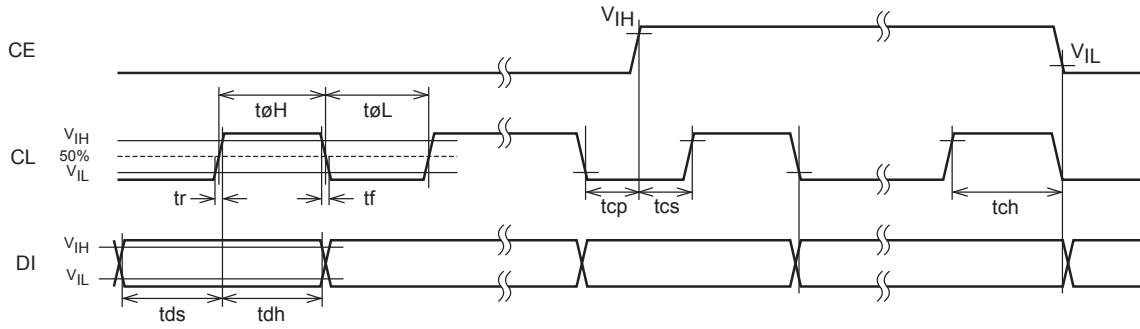 CE
VIH
VIL
tøH
tøL
CL
VIH
50%
VIL
tr
tf
tcp
tcs
tch
DI
VIH
VIL
tds
tdh